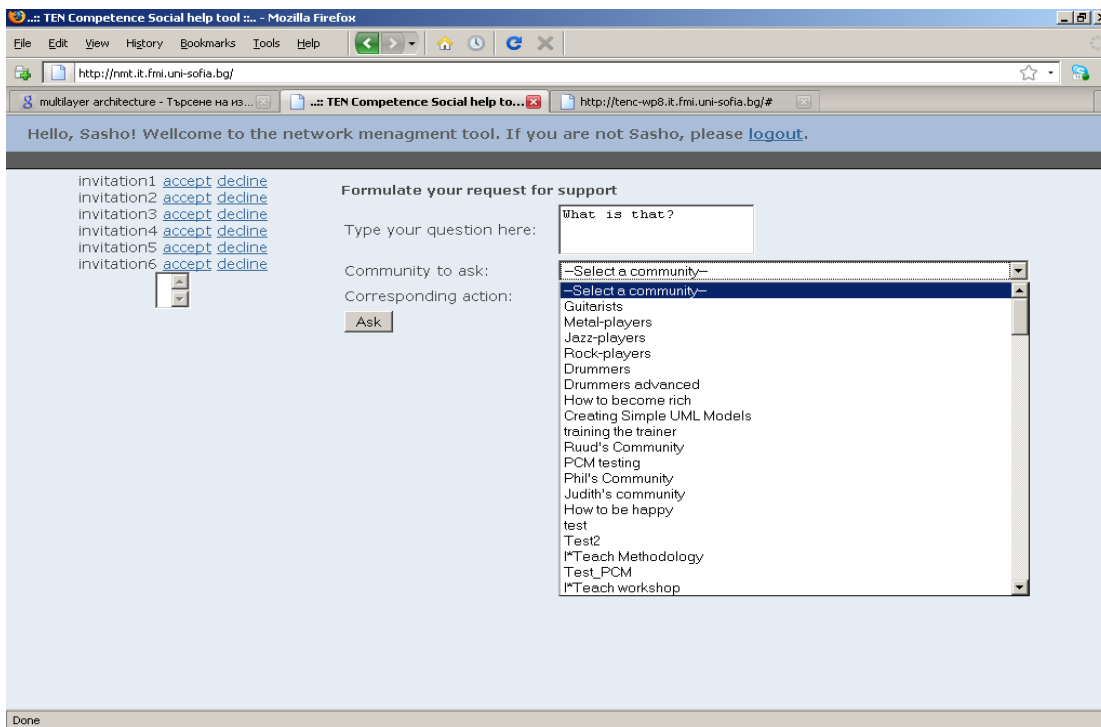 ..:: TEN Competence Social help tool ::.. - Mozilla Firefox
File Edit View History Bookmarks Tools Help
http://nmt.it.fmi.uni-sofia.bg/
multilayer architecture - Търсене на из...
..:: TEN Competence Social help to...
http://tenc-wp8.it.fmi.uni-sofia.bg/#
Hello, Sasho! Wellcome to the network menagment tool. If you are not Sasho, please logout.
invitation1 accept decline
invitation2 accept decline
invitation3 accept decline
invitation4 accept decline
invitation5 accept decline
invitation6 accept decline
Formulate your request for support
Type your question here:
What is that?
Community to ask:
--Select a community--
Corresponding action:
Ask
--Select a community--
Guitarists
Metal-players
Jazz-players
Rock-players
Drummers
Drummers advanced
How to become rich
Creating Simple UML Models
training the trainer
Ruud's Community
PCM testing
Phil's Community
Judith's community
How to be happy
test
Test2
I*Teach Methodology
Test_PCM
I*Teach workshop
Done